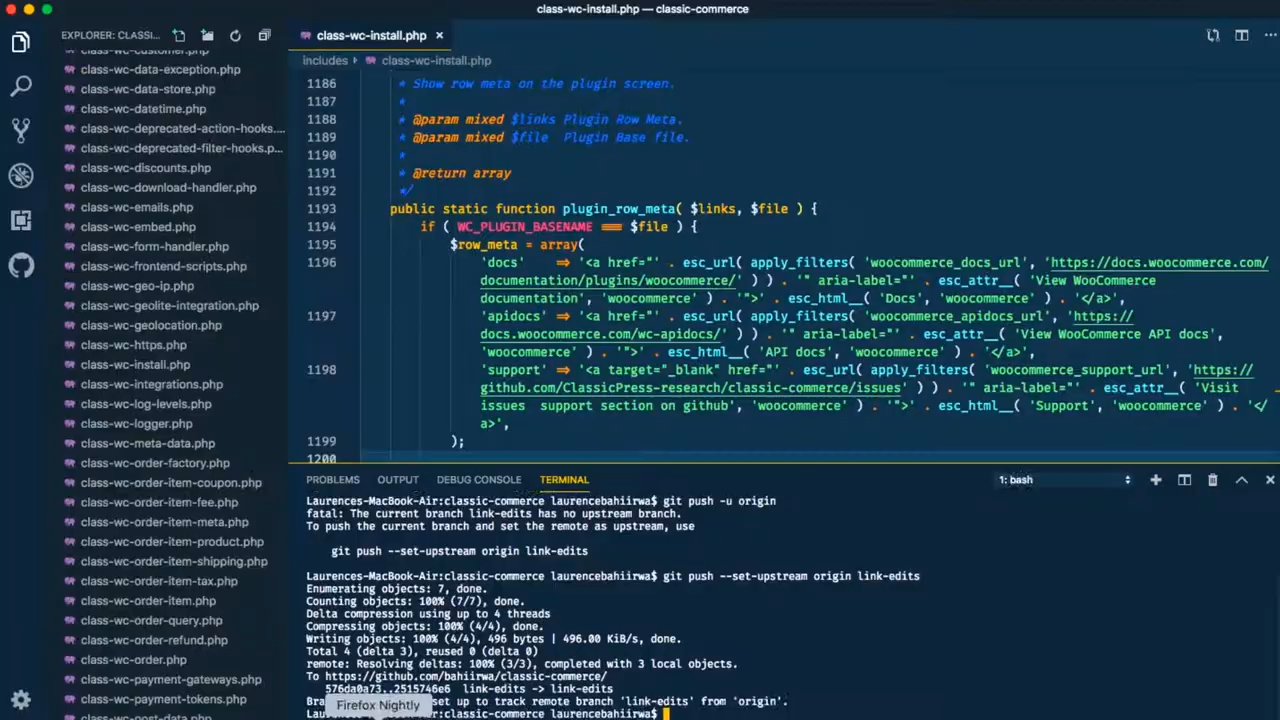 class-wc-install.php — classic-commerce
EXPLORER: CLASSI...
class-wc-install.php ×
includes ▸ class-wc-install.php
class-wc-customer.php
class-wc-data-exception.php
class-wc-data-store.php
class-wc-datetime.php
class-wc-deprecated-action-hooks....
class-wc-deprecated-filter-hooks.p...
class-wc-discounts.php
class-wc-download-handler.php
class-wc-emails.php
class-wc-embed.php
class-wc-form-handler.php
class-wc-frontend-scripts.php
class-wc-geo-ip.php
class-wc-geolite-integration.php
class-wc-geolocation.php
class-wc-https.php
class-wc-install.php
class-wc-integrations.php
class-wc-log-levels.php
class-wc-logger.php
class-wc-meta-data.php
class-wc-order-factory.php
class-wc-order-item-coupon.php
class-wc-order-item-fee.php
class-wc-order-item-meta.php
class-wc-order-item-product.php
class-wc-order-item-shipping.php
class-wc-order-item-tax.php
class-wc-order-item.php
class-wc-order-query.php
class-wc-order-refund.php
class-wc-order.php
class-wc-payment-gateways.php
class-wc-payment-tokens.php
class-wc-post-data.php
1186 * Show row meta on the plugin screen.
1187 *
1188 * @param mixed $links Plugin Row Meta.
1189 * @param mixed $file  Plugin Base file.
1190 *
1191 * @return array
1192 */
1193 public static function plugin_row_meta( $links, $file ) {
1194 if ( WC_PLUGIN_BASENAME === $file ) {
1195 $row_meta = array(
1196 'docs'    => '<a href="' . esc_url( apply_filters( 'woocommerce_docs_url', 'https://docs.woocommerce.com/
documentation/plugins/woocommerce/' ) ) . '" aria-label="' . esc_attr__( 'View WooCommerce
documentation', 'woocommerce' ) . '">' . esc_html__( 'Docs', 'woocommerce' ) . '</a>',
1197 'apidocs' => '<a href="' . esc_url( apply_filters( 'woocommerce_apidocs_url', 'https://
docs.woocommerce.com/wc-apidocs/' ) ) . '" aria-label="' . esc_attr__( 'View WooCommerce API docs',
'woocommerce' ) . '">' . esc_html__( 'API docs', 'woocommerce' ) . '</a>',
1198 'support' => '<a target="_blank" href="' . esc_url( apply_filters( 'woocommerce_support_url', 'https://
github.com/ClassicPress-research/classic-commerce/issues' ) ) . '" aria-label="' . esc_attr__( 'Visit
issues  support section on github', 'woocommerce' ) . '">' . esc_html__( 'Support', 'woocommerce' ) . '</
a>',
1199 );
1200
PROBLEMS OUTPUT DEBUG CONSOLE TERMINAL 1: bash
Laurences-MacBook-Air:classic-commerce laurencebahiirwa$ git push -u origin
fatal: The current branch link-edits has no upstream branch.
To push the current branch and set the remote as upstream, use
git push --set-upstream origin link-edits
Laurences-MacBook-Air:classic-commerce laurencebahiirwa$ git push --set-upstream origin link-edits
Enumerating objects: 7, done.
Counting objects: 100% (7/7), done.
Delta compression using up to 4 threads
Compressing objects: 100% (4/4), done.
Writing objects: 100% (4/4), 496 bytes | 496.00 KiB/s, done.
Total 4 (delta 3), reused 0 (delta 0)
remote: Resolving deltas: 100% (3/3), completed with 3 local objects.
To https://github.com/bahiirwa/classic-commerce/
576da0a73..2515746e6  link-edits -> link-edits
Bra set up to track remote branch 'link-edits' from 'origin'.
Firefox Nightly
:classic-commerce laurencebahiirwa$